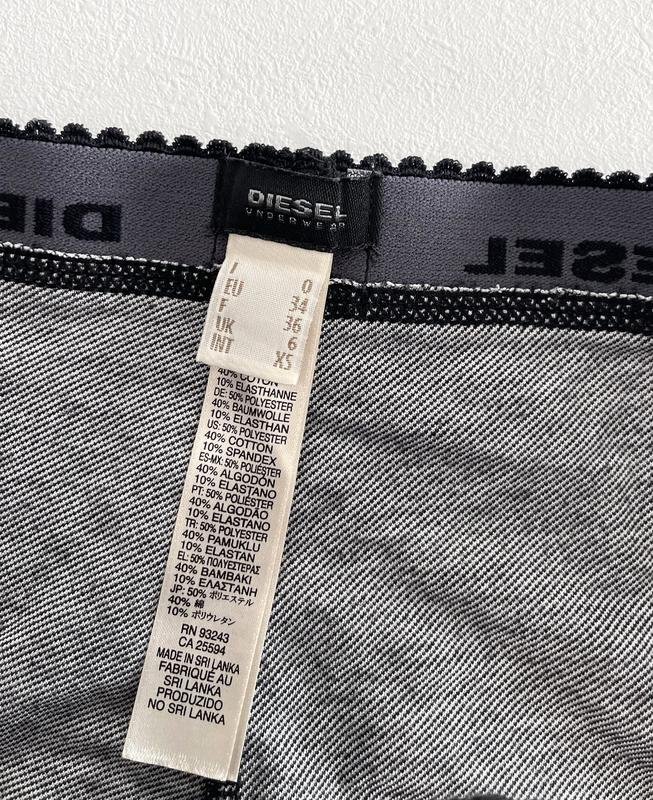 DIESEL
UNDERWEAR
DIE
ESEL
I 0
EU 34
F 36
UK 6
INT XS
40% COTON
10% ELASTHANNE
DE: 50% POLYESTER
40% BAUMWOLLE
10% ELASTHAN
US: 50% POLYESTER
40% COTTON
10% SPANDEX
ES-MX: 50% POLIÉSTER
40% ALGODÓN
10% ELASTANO
PT: 50% POLIÉSTER
40% ALGODÃO
10% ELASTANO
TR: 50% POLYESTER
40% PAMUKLU
10% ELASTAN
EL: 50% ΠΟΛΥΕΣΤΕΡΑΣ
40% ΒΑΜΒΑΚΙ
10% ΕΛΑΣΤΑΝΗ
JP: 50% ポリエステル
40% 綿
10% ポリウレタン
RN 93243
CA 25594
MADE IN SRI LANKA
FABRIQUÉ AU
SRI LANKA
PRODUZIDO
NO SRI LANKA